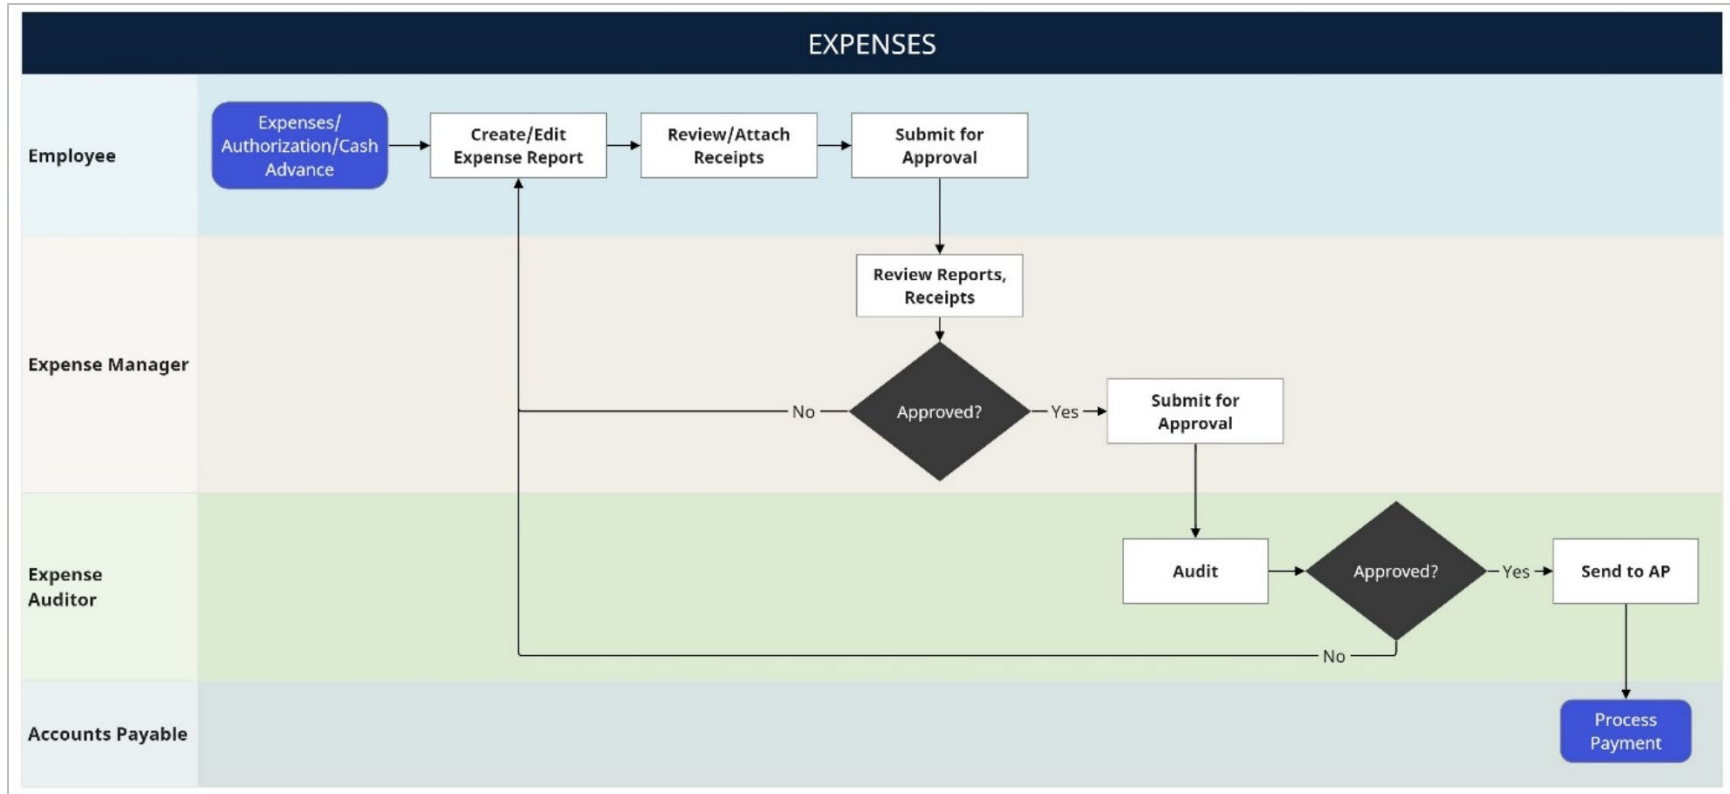 EXPENSES
Employee
Expenses/
Authorization/Cash
Advance
Create/Edit
Expense Report
Review/Attach
Receipts
Submit for
Approval
Expense Manager
Review Reports,
Receipts
Approved?
No
Yes
Submit for
Approval
Expense
Auditor
Audit
Approved?
Yes
Send to AP
No
Accounts Payable
Process
Payment